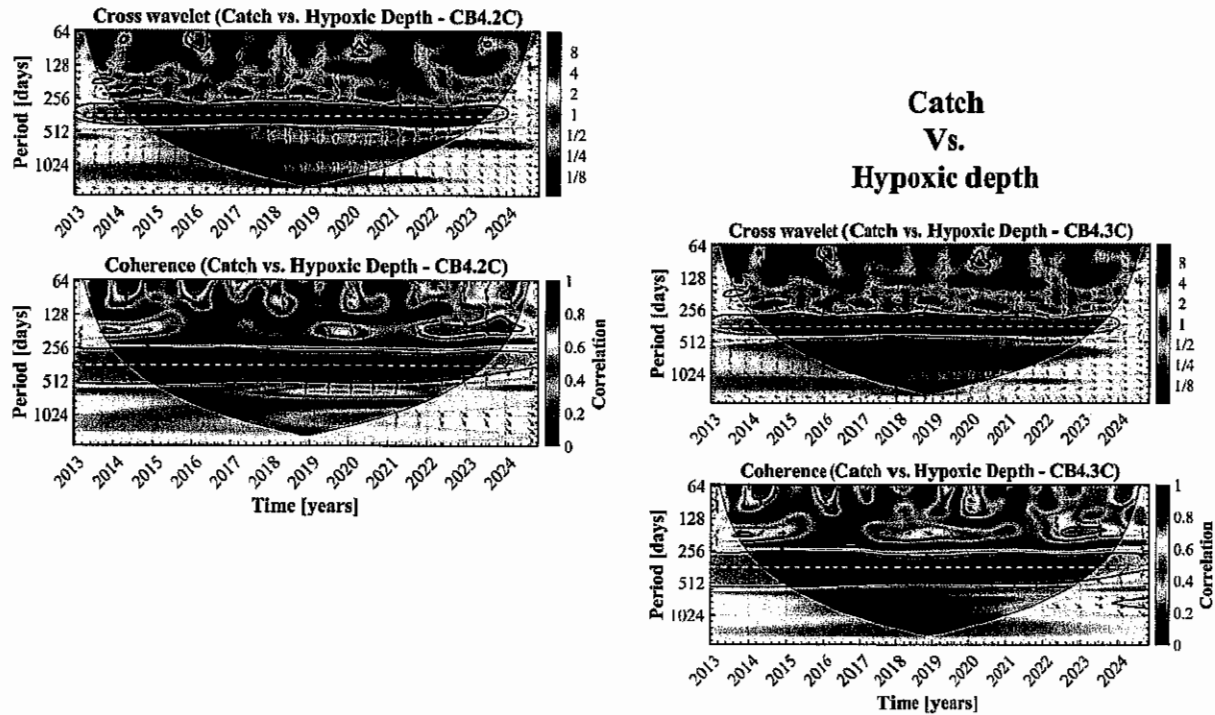 Cross wavelet (Catch vs. Hypoxic Depth - CB4.2C)
Period [days]
64
128
256
512
1024
8
4
2
1
1/2
1/4
1/8
2013 2014 2015 2016 2017 2018 2019 2020 2021 2022 2023 2024
Coherence (Catch vs. Hypoxic Depth - CB4.2C)
Period [days]
64
128
256
512
1024
1
0.8
0.6
0.4
0.2
0
Correlation
2013 2014 2015 2016 2017 2018 2019 2020 2021 2022 2023 2024
Time [years]
Catch
Vs.
Hypoxic depth
Cross wavelet (Catch vs. Hypoxic Depth - CB4.3C)
Period [days]
64
128
256
512
1024
8
4
2
1
1/2
1/4
1/8
2013 2014 2015 2016 2017 2018 2019 2020 2021 2022 2023 2024
Coherence (Catch vs. Hypoxic Depth - CB4.3C)
Period [days]
64
128
256
512
1024
1
0.8
0.6
0.4
0.2
0
Correlation
2013 2014 2015 2016 2017 2018 2019 2020 2021 2022 2023 2024
Time [years]